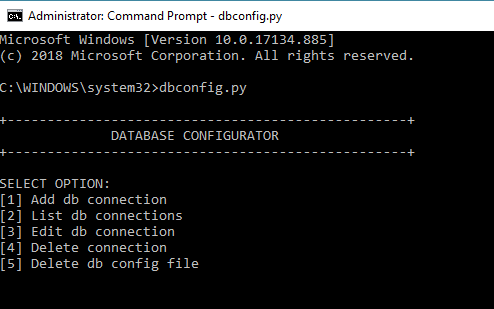 Administrator: Command Prompt - dbconfig.py
Microsoft Windows [Version 10.0.17134.885]
(c) 2018 Microsoft Corporation. All rights reserved.
C:\WINDOWS\system32>dbconfig.py
+--------------------------------------------------+
DATABASE CONFIGURATOR
+--------------------------------------------------+
SELECT OPTION:
[1] Add db connection
[2] List db connections
[3] Edit db connection
[4] Delete connection
[5] Delete db config file